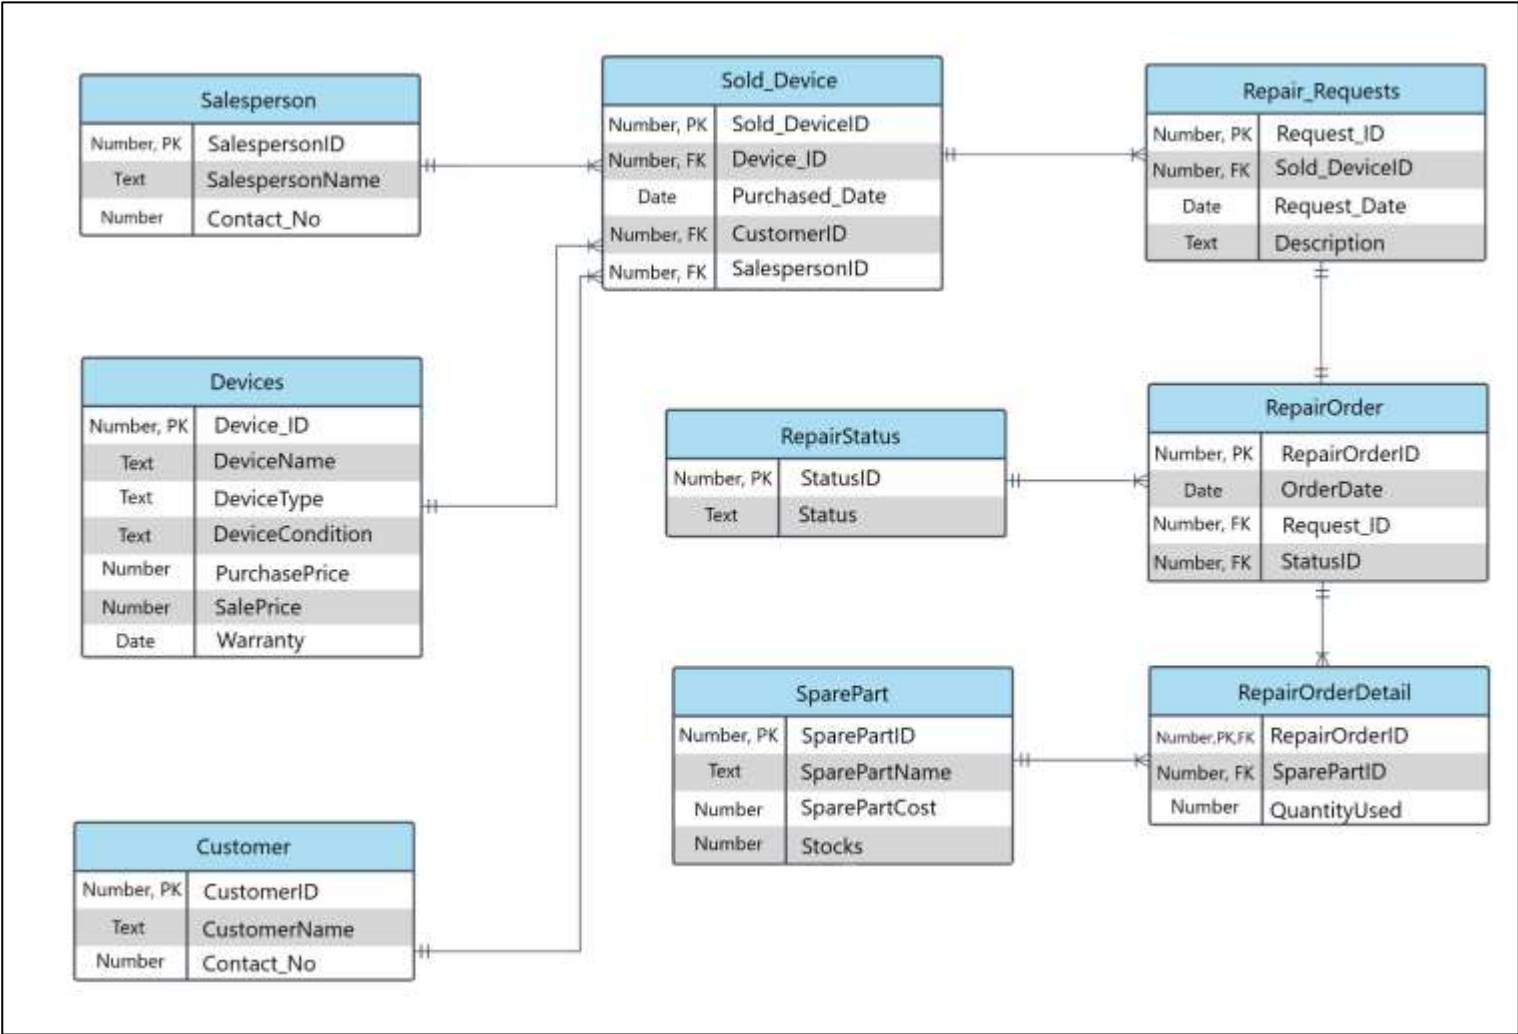 Salesperson
Number, PK SalespersonID
Text SalespersonName
Number Contact_No
Sold_Device
Number, PK Sold_DeviceID
Number, FK Device_ID
Date Purchased_Date
Number, FK CustomerID
Number, FK SalespersonID
Repair_Requests
Number, PK Request_ID
Number, FK Sold_DeviceID
Date Request_Date
Text Description
Devices
Number, PK Device_ID
Text DeviceName
Text DeviceType
Text DeviceCondition
Number PurchasePrice
Number SalePrice
Date Warranty
RepairStatus
Number, PK StatusID
Text Status
RepairOrder
Number, PK RepairOrderID
Date OrderDate
Number, FK Request_ID
Number, FK StatusID
SparePart
Number, PK SparePartID
Text SparePartName
Number SparePartCost
Number Stocks
RepairOrderDetail
Number,PK,FK RepairOrderID
Number, FK SparePartID
Number QuantityUsed
Customer
Number, PK CustomerID
Text CustomerName
Number Contact_No